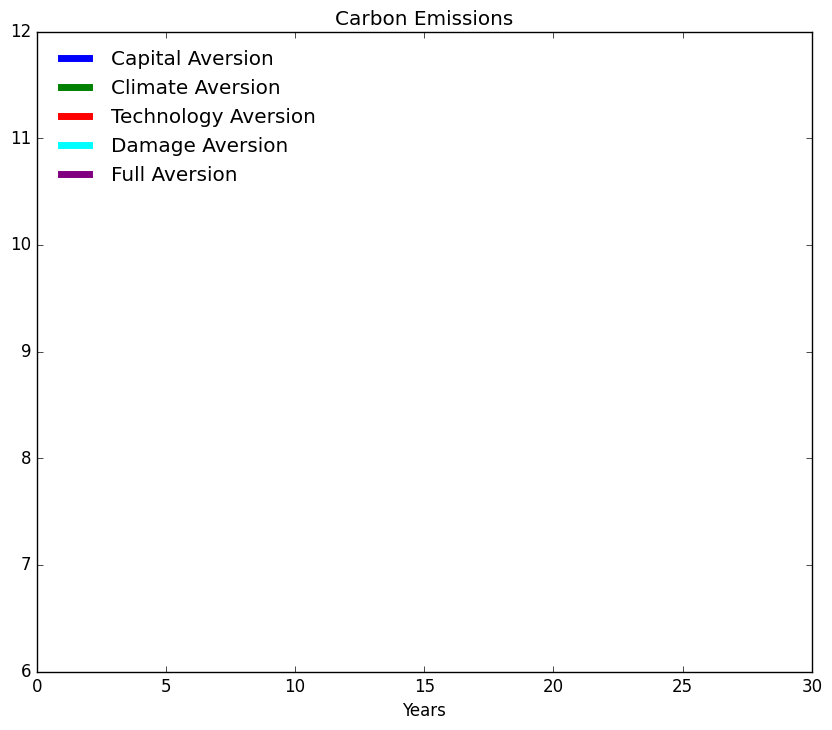 Carbon Emissions
12
11
10
9
8
7
6
Capital Aversion
Climate Aversion
Technology Aversion
Damage Aversion
Full Aversion
0 5 10 15 20 25 30
Years